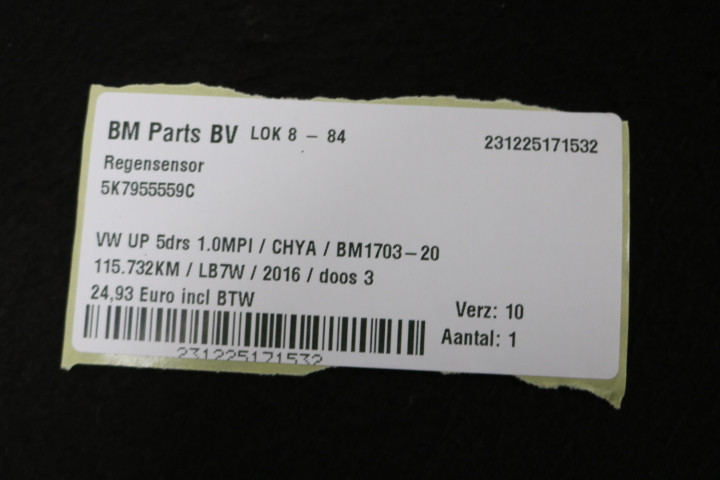 BM Parts BV LOK 8 - 84 231225171532
Regensensor
5K7955559C
VW UP 5drs 1.0MPI / CHYA / BM1703-20
115.732KM / LB7W / 2016 / doos 3
24,93 Euro incl BTW
Verz: 10
Aantal: 1
231225171532